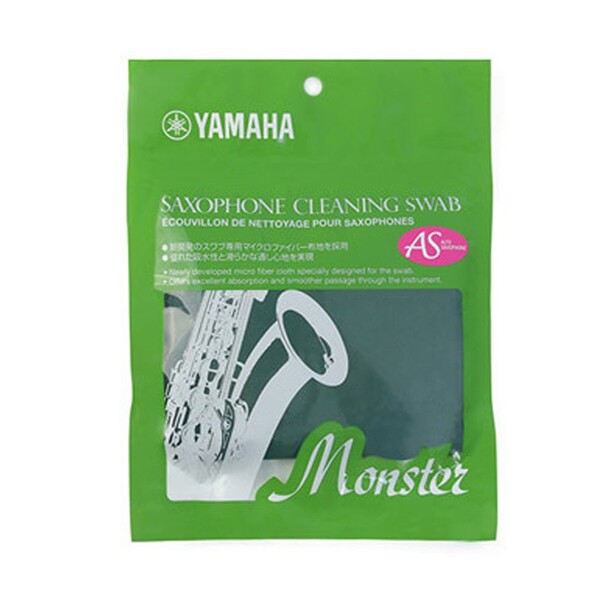 YAMAHA
SAXOPHONE CLEANING SWAB
ÉCOUVILLON DE NETTOYAGE POUR SAXOPHONES
● 新開発のスワブ専用マイクロファイバー布地を採用
● 優れた吸水性と滑らかな通し心地を実現
• Newly developed micro fiber cloth specially designed for the swab.
• Offers excellent absorption and smoother passage through the instrument.
AS
ALTO
SAXOPHONE
Monster